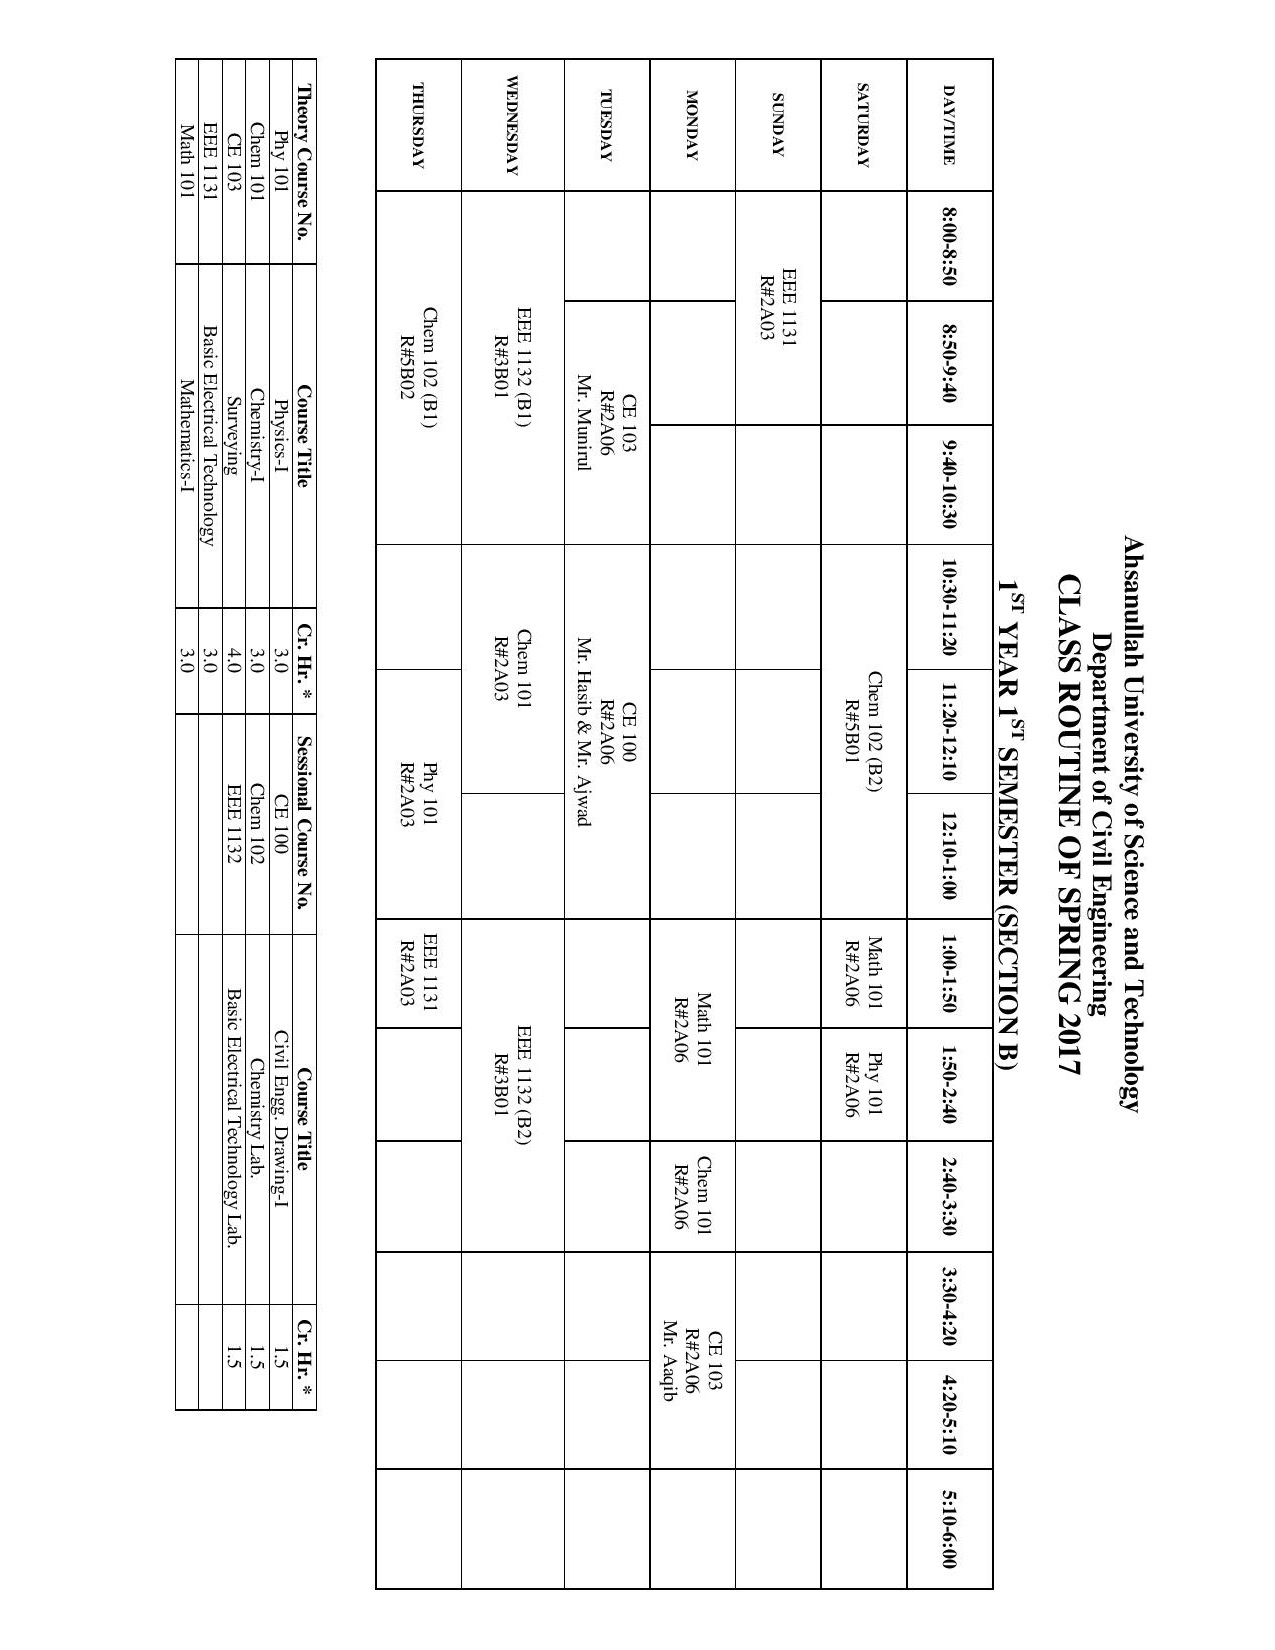 Ahsanullah University of Science and Technology
Department of Civil Engineering
CLASS ROUTINE OF SPRING 2017
1ST YEAR 1ST SEMESTER (SECTION B)
DAY/TIME 8:00-8:50 8:50-9:40 9:40-10:30 10:30-11:20 11:20-12:10 12:10-1:00 1:00-1:50 1:50-2:40 2:40-3:30 3:30-4:20 4:20-5:10 5:10-6:00
SATURDAY
Chem 102 (B2)
R#5B01
Math 101
R#2A06
Phy 101
R#2A06
SUNDAY
EEE 1131
R#2A03
MONDAY
Math 101
R#2A06
Chem 101
R#2A06
CE 103
R#2A06
Mr. Aaqib
TUESDAY
CE 103
R#2A06
Mr. Munirul
CE 100
R#2A06
Mr. Hasib & Mr. Ajwad
WEDNESDAY
EEE 1132 (B1)
R#3B01
Chem 101
R#2A03
EEE 1132 (B2)
R#3B01
THURSDAY
Chem 102 (B1)
R#5B02
Phy 101
R#2A03
EEE 1131
R#2A03
Theory Course No. Course Title Cr. Hr. * Sessional Course No. Course Title Cr. Hr. *
Phy 101 Physics-I 3.0 CE 100 Civil Engg. Drawing-I 1.5
Chem 101 Chemistry-I 3.0 Chem 102 Chemistry Lab. 1.5
CE 103 Surveying 4.0 EEE 1132 Basic Electrical Technology Lab. 1.5
EEE 1131 Basic Electrical Technology 3.0
Math 101 Mathematics-I 3.0